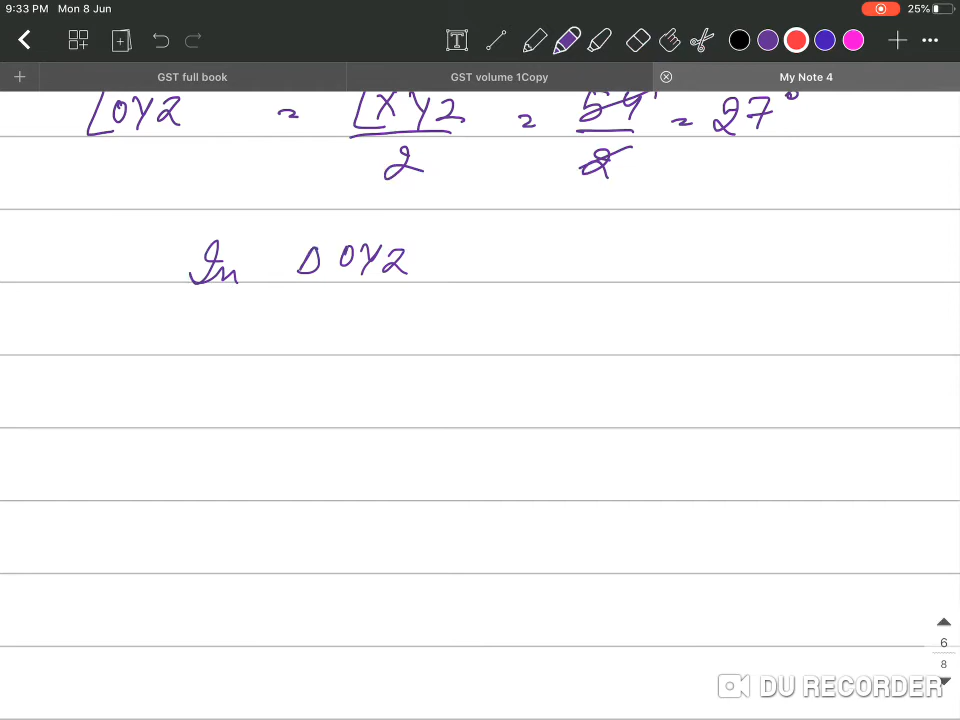 9:33 PM Mon 8 Jun 25%
GST full book GST volume 1Copy My Note 4
∠OYZ = ∠XYZ / 2 = 54° / 2 = 27°
In Δ OYZ
6
8
DU RECORDER